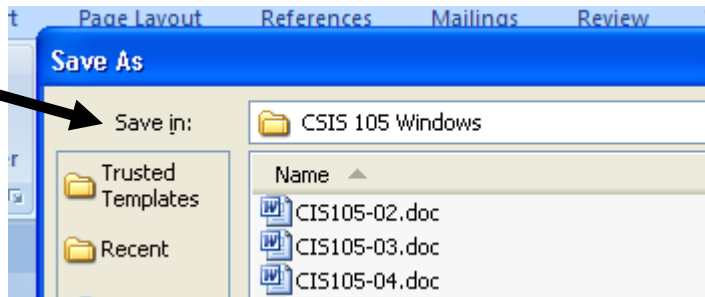 Page Layout References Mailings Review
Save As
Save in: CSIS 105 Windows
Trusted Templates
Recent
Name
CIS105-02.doc
CIS105-03.doc
CIS105-04.doc